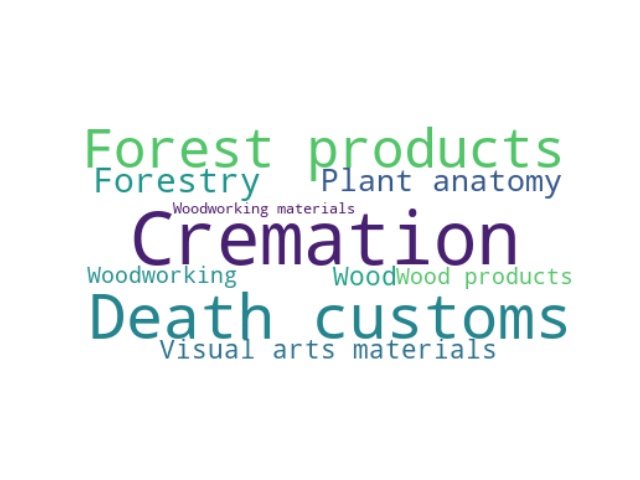 Forest products
Forestry Plant anatomy
Woodworking materials
Cremation
Woodworking Wood Wood products
Death customs
Visual arts materials